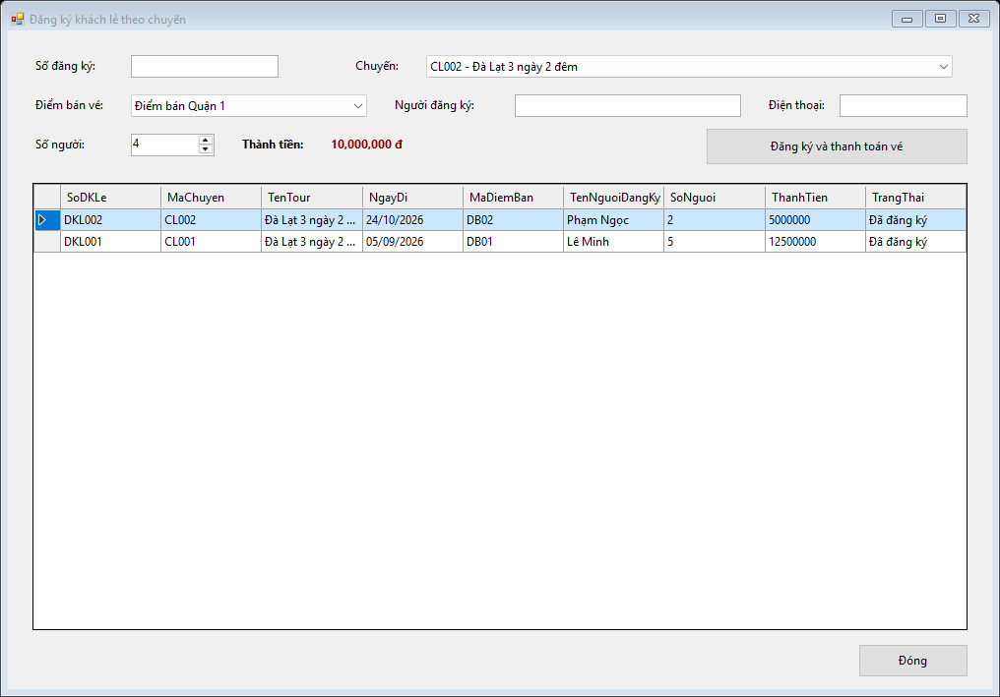 Đăng ký khách lẻ theo chuyến
Số đăng ký: Chuyến: CL002 - Đà Lạt 3 ngày 2 đêm
Điểm bán vé: Điểm bán Quận 1 Người đăng ký: Điện thoại:
Số người: 4 Thành tiền: 10,000,000 đ Đăng ký và thanh toán vé
SoDKLe MaChuyen TenTour NgayDi MaDiemBan TenNguoiDangKy SoNguoi ThanhTien TrangThai
DKL002 CL002 Đà Lạt 3 ngày 2 ... 24/10/2026 DB02 Phạm Ngọc 2 5000000 Đã đăng ký
DKL001 CL001 Đà Lạt 3 ngày 2 ... 05/09/2026 DB01 Lê Minh 5 12500000 Đã đăng ký
Đóng